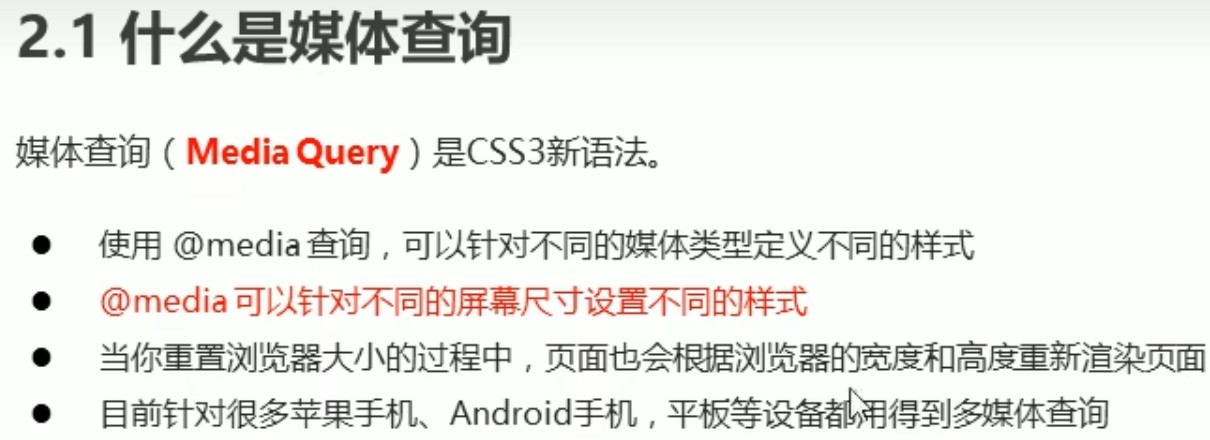 2.1 什么是媒体查询
媒体查询（Media Query）是CSS3新语法。
● 使用 @media 查询，可以针对不同的媒体类型定义不同的样式
● @media 可以针对不同的屏幕尺寸设置不同的样式
● 当你重置浏览器大小的过程中，页面也会根据浏览器的宽度和高度重新渲染页面
● 目前针对很多苹果手机、Android手机，平板等设备都用得到多媒体查询